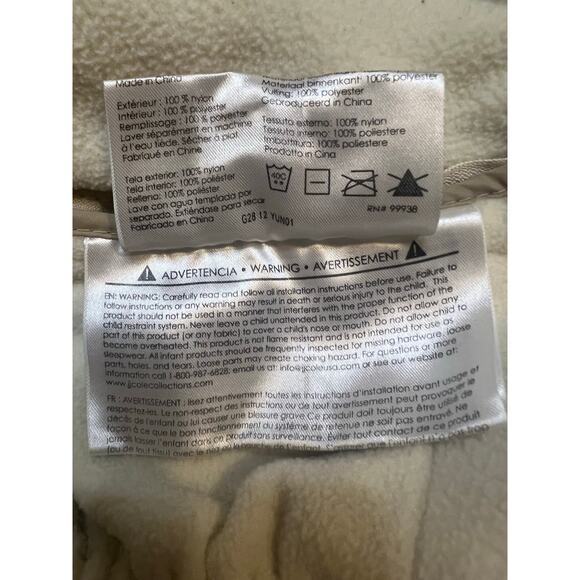 Made in China
Extérieur : 100 % nylon
Intérieur : 100 % polyester
Remplissage : 100 % polyester
Laver séparément en machine
à l'eau tiède. Sécher à plat
Fabriqué en Chine
Tela exterior: 100% nylon
Tela interior: 100% poliéster
Rellena: 100% poliéster
Lave con agua templada por
separado. Extiéndase para secar
Fabricado en China
G28 12 YUN01
Materiaal binnenkant: 100% polyester
Vulling: 100% polyester
Geproduceerd in China
Tessuto esterno: 100% nylon
Tessuto interno: 100% poliestere
Imbottitura: 100% poliestere
Prodotto in Cina
40C
RN# 99938
ADVERTENCIA • WARNING • AVERTISSEMENT
EN: WARNING: Carefully read and follow all installation instructions before use. Failure to
follow instructions or any warning may result in death or serious injury to the child. This
product should not be used in a manner that interferes with the proper function of the
child restraint system. Never leave a child unattended in this product. Do not allow any
part of this product (or any fabric) to cover a child's nose or mouth. Do not allow child to
become overheated. This product is not flame resistant and is not intended for use as
sleepwear. All infant products should be frequently inspected for missing hardware, loose
parts, holes, and tears. Loose parts may create choking hazard. For questions or more
information call 1-800-987-6828; email us at info@jjcoleusa.com or see our website at:
www.jjcolecollections.com.
FR : AVERTISSEMENT : lisez attentivement toutes les instructions d'installation avant usage et
respectez-les. Le non-respect des instructions ou de tout avertissement peut provoquer le
décès de l'enfant ou lui causer une blessure grave. Ce produit doit toujours être utilisé de
façon à ce que le bon fonctionnement du système de retenue ne soit pas entravé. Ne
jamais laisser l'enfant dans ce produit sans surveillance. Éviter tout contact de ce produit
(ou de tout tissu) avec le nez